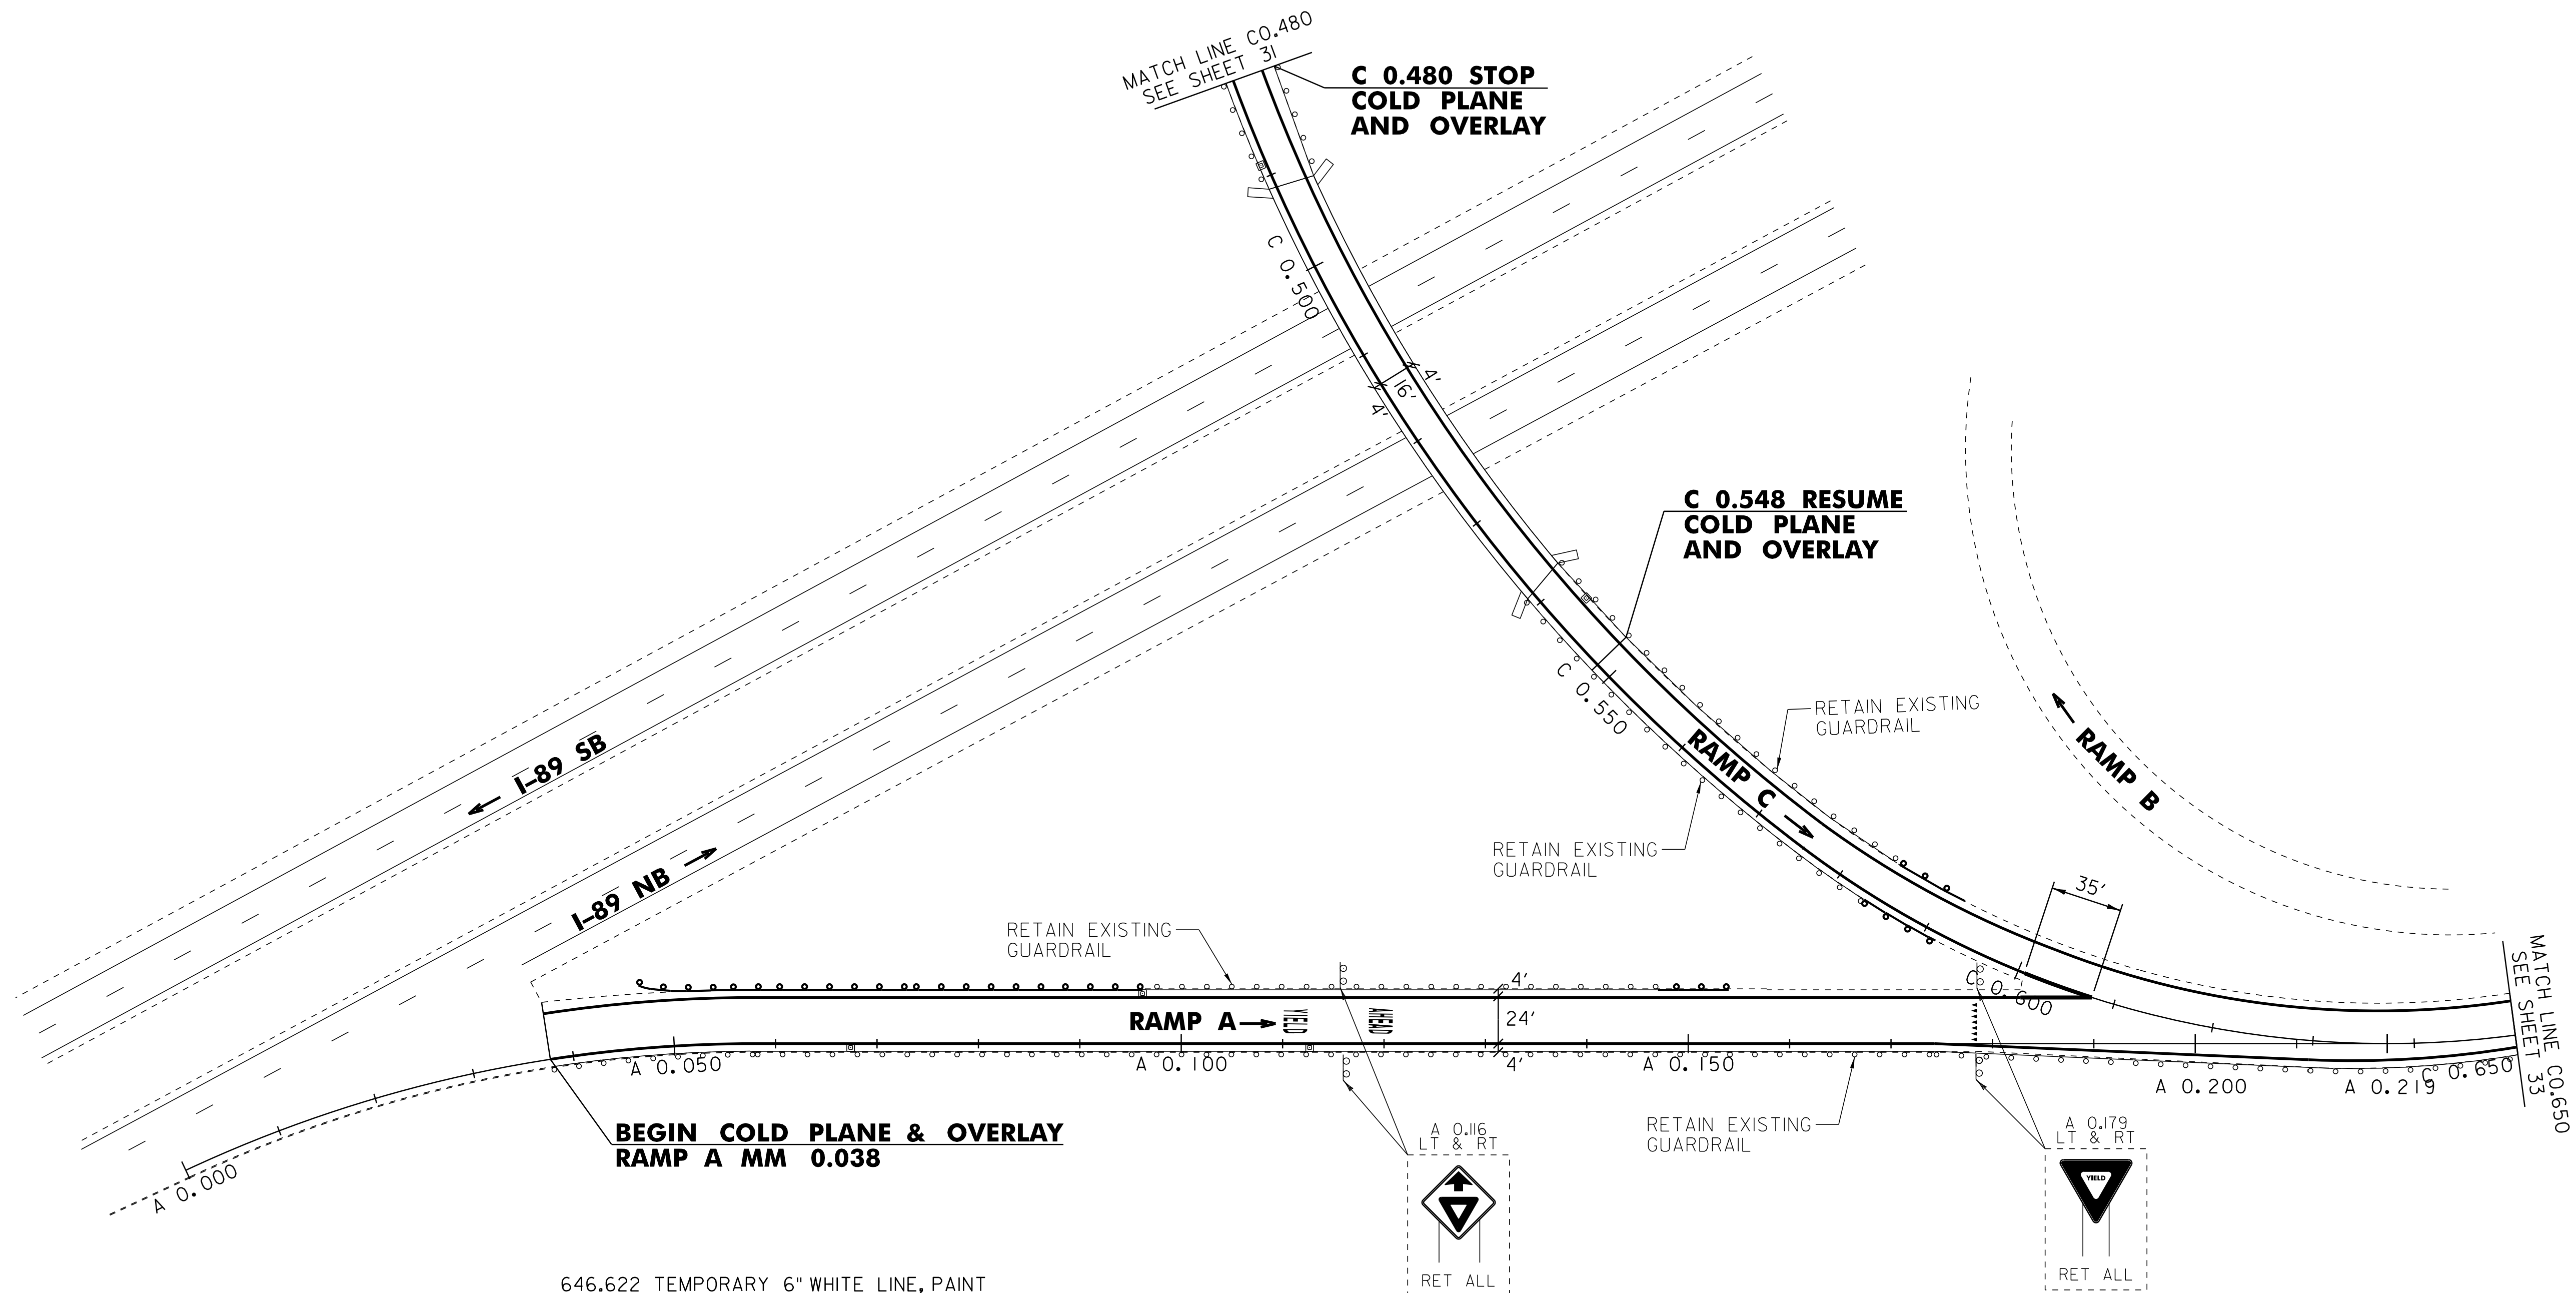 MATCH LINE C0.480
SEE SHEET 31
C 0.480 STOP
COLD PLANE
AND OVERLAY
C 0.500
4'
16'
4'
C 0.548 RESUME
COLD PLANE
AND OVERLAY
C 0.550
RETAIN EXISTING
GUARDRAIL
RAMP C
RAMP B
I-89 SB
I-89 NB
RETAIN EXISTING
GUARDRAIL
35'
RETAIN EXISTING
GUARDRAIL
MATCH LINE C0.650
SEE SHEET 33
C 0.600
4'
RAMP A
YIELD
AHEAD
24'
4'
A 0.050
A 0.100
A 0.150
A 0.200
A 0.219
C 0.650
A 0.000
BEGIN COLD PLANE & OVERLAY
RAMP A MM 0.038
RETAIN EXISTING
GUARDRAIL
A 0.116
LT & RT
RET ALL
A 0.179
LT & RT
YIELD
RET ALL
646.622 TEMPORARY 6" WHITE LINE, PAINT